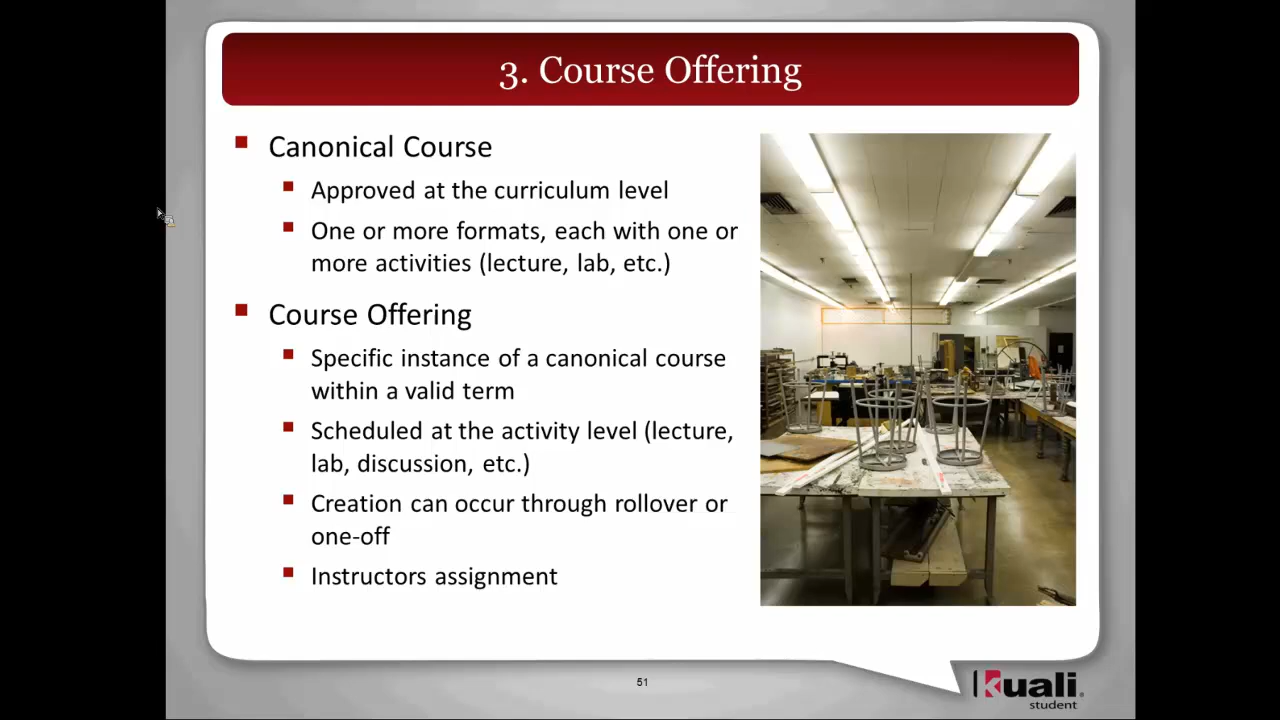 3. Course Offering
Canonical Course
Approved at the curriculum level
One or more formats, each with one or
more activities (lecture, lab, etc.)
Course Offering
Specific instance of a canonical course
within a valid term
Scheduled at the activity level (lecture,
lab, discussion, etc.)
Creation can occur through rollover or
one-off
Instructors assignment
51
kuali
student